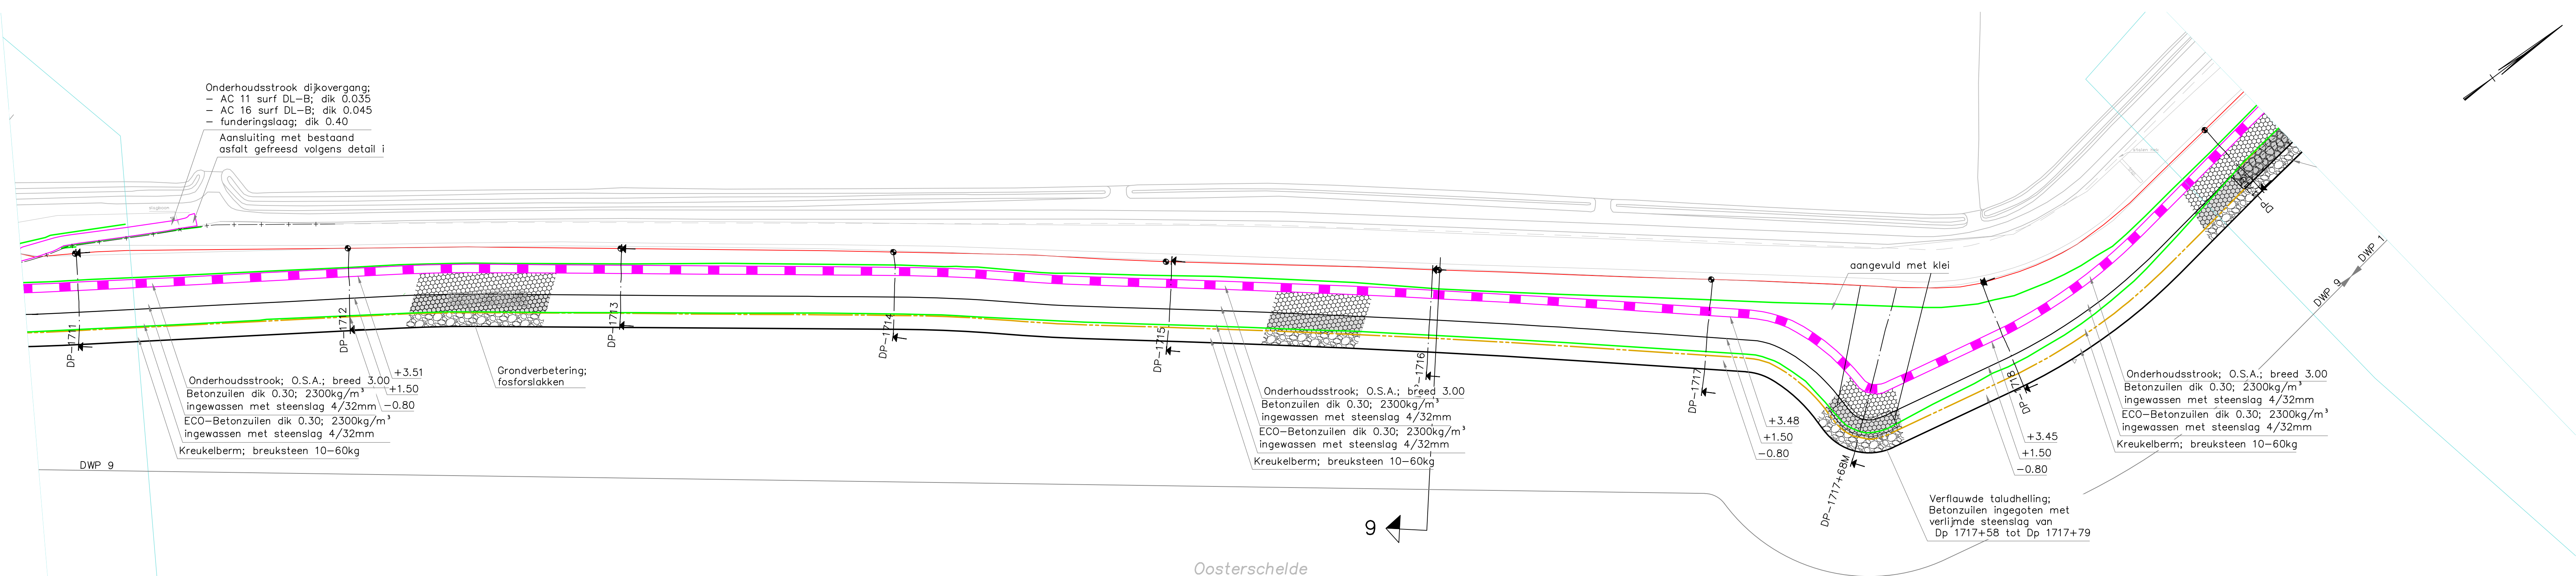 Onderhoudsstrook dijkovergang;
- AC 11 surf DL-B; dik 0.035
- AC 16 surf DL-B; dik 0.045
- funderingslaag; dik 0.40
Aansluiting met bestaand
asfalt gefreesd volgens detail i
DP-1711
DP-1712
DP-1713
DP-1714
DP-1715
DP-1716
DP-1717
DP-1717+68M
DP-1718
DP
+3.51
+1.50
-0.80
Onderhoudsstrook; O.S.A.; breed 3.00
Betonzuilen dik 0.30; 2300kg/m³
ingewassen met steenslag 4/32mm
ECO-Betonzuilen dik 0.30; 2300kg/m³
ingewassen met steenslag 4/32mm
Kreukelberm; breuksteen 10-60kg
DWP 9
Grondverbetering;
fosforslakken
Onderhoudsstrook; O.S.A.; breed 3.00
Betonzuilen dik 0.30; 2300kg/m³
ingewassen met steenslag 4/32mm
ECO-Betonzuilen dik 0.30; 2300kg/m³
ingewassen met steenslag 4/32mm
Kreukelberm; breuksteen 10-60kg
9
Oosterschelde
+3.48
+1.50
-0.80
aangevuld met klei
+3.45
+1.50
-0.80
Verflauwde taludhelling;
Betonzuilen ingegoten met
verlijmde steenslag van
Dp 1717+58 tot Dp 1717+79
Onderhoudsstrook; O.S.A.; breed 3.00
Betonzuilen dik 0.30; 2300kg/m³
ingewassen met steenslag 4/32mm
ECO-Betonzuilen dik 0.30; 2300kg/m³
ingewassen met steenslag 4/32mm
Kreukelberm; breuksteen 10-60kg
DWP 9
DWP 1